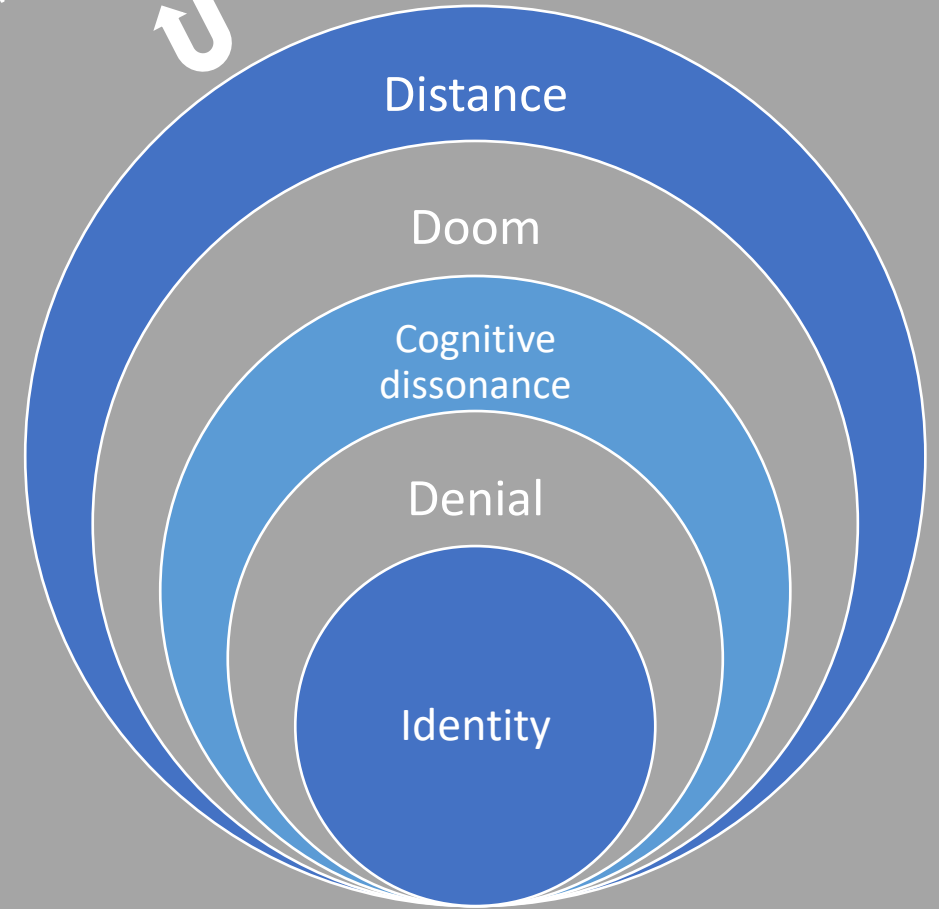 Distance
Doom
Cognitive
dissonance
Denial
Identity